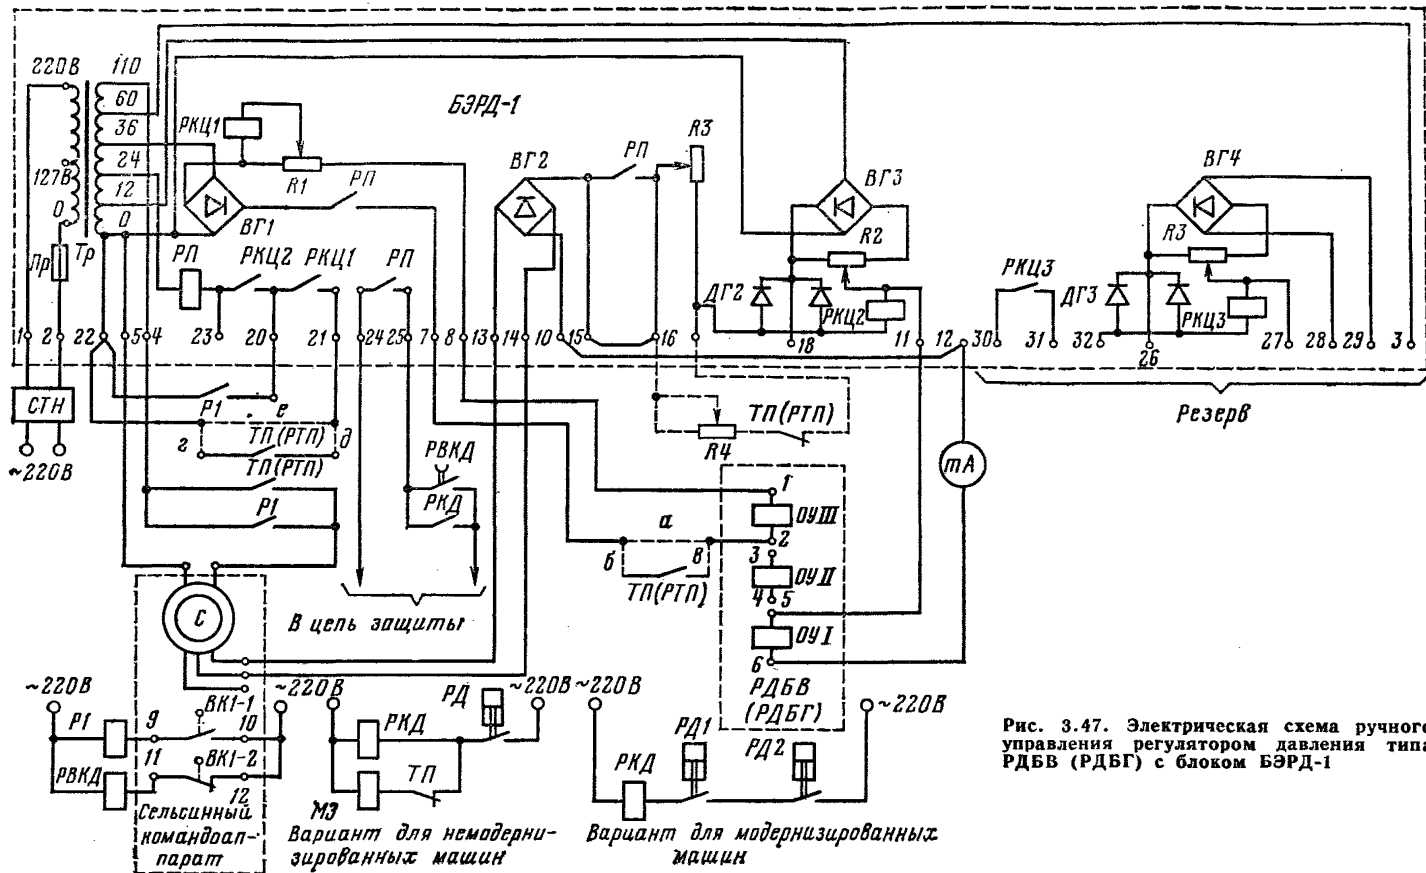 БЭРД-1
220В
127В
0
110
60
36
24
12
0
Пр
Тр
РКЦ1
R1
РП
ВГ1
РП
РКЦ2
РКЦ1
РП
ВГ2
РП
R3
ВГ3
R2
ДГ2
РКЦ2
ВГ4
R3
РКЦ3
ДГ3
РКЦ3
1
2
22
5
4
23
20
21
24
25
7
8
13
14
10
15
16
18
11
12
30
31
32
26
27
28
29
3
Резерв
СТН
~220В
Р1
е
г
ТП(РТП)
д
ТП(РТП)
Р1
РВКД
РКД
В цепь защиты
R4
ТП(РТП)
а
б
в
ТП(РТП)
1
ОУIII
2
3
ОУII
4
5
ОУI
6
РДБВ
(РДБГ)
mA
С
~220В
Р1
9
ВК1-1
10
~220В
РВКД
11
ВК1-2
12
Сельсинный
командоап-
парат
~220В
РКД
РД
~220В
МЗ
ТП
Вариант для немодерни-
зированных машин
~220В
РКД
РД1
РД2
~220В
Вариант для модернизированных
машин
Рис. 3.47. Электрическая схема ручного
управления регулятором давления типа
РДБВ (РДБГ) с блоком БЭРД-1